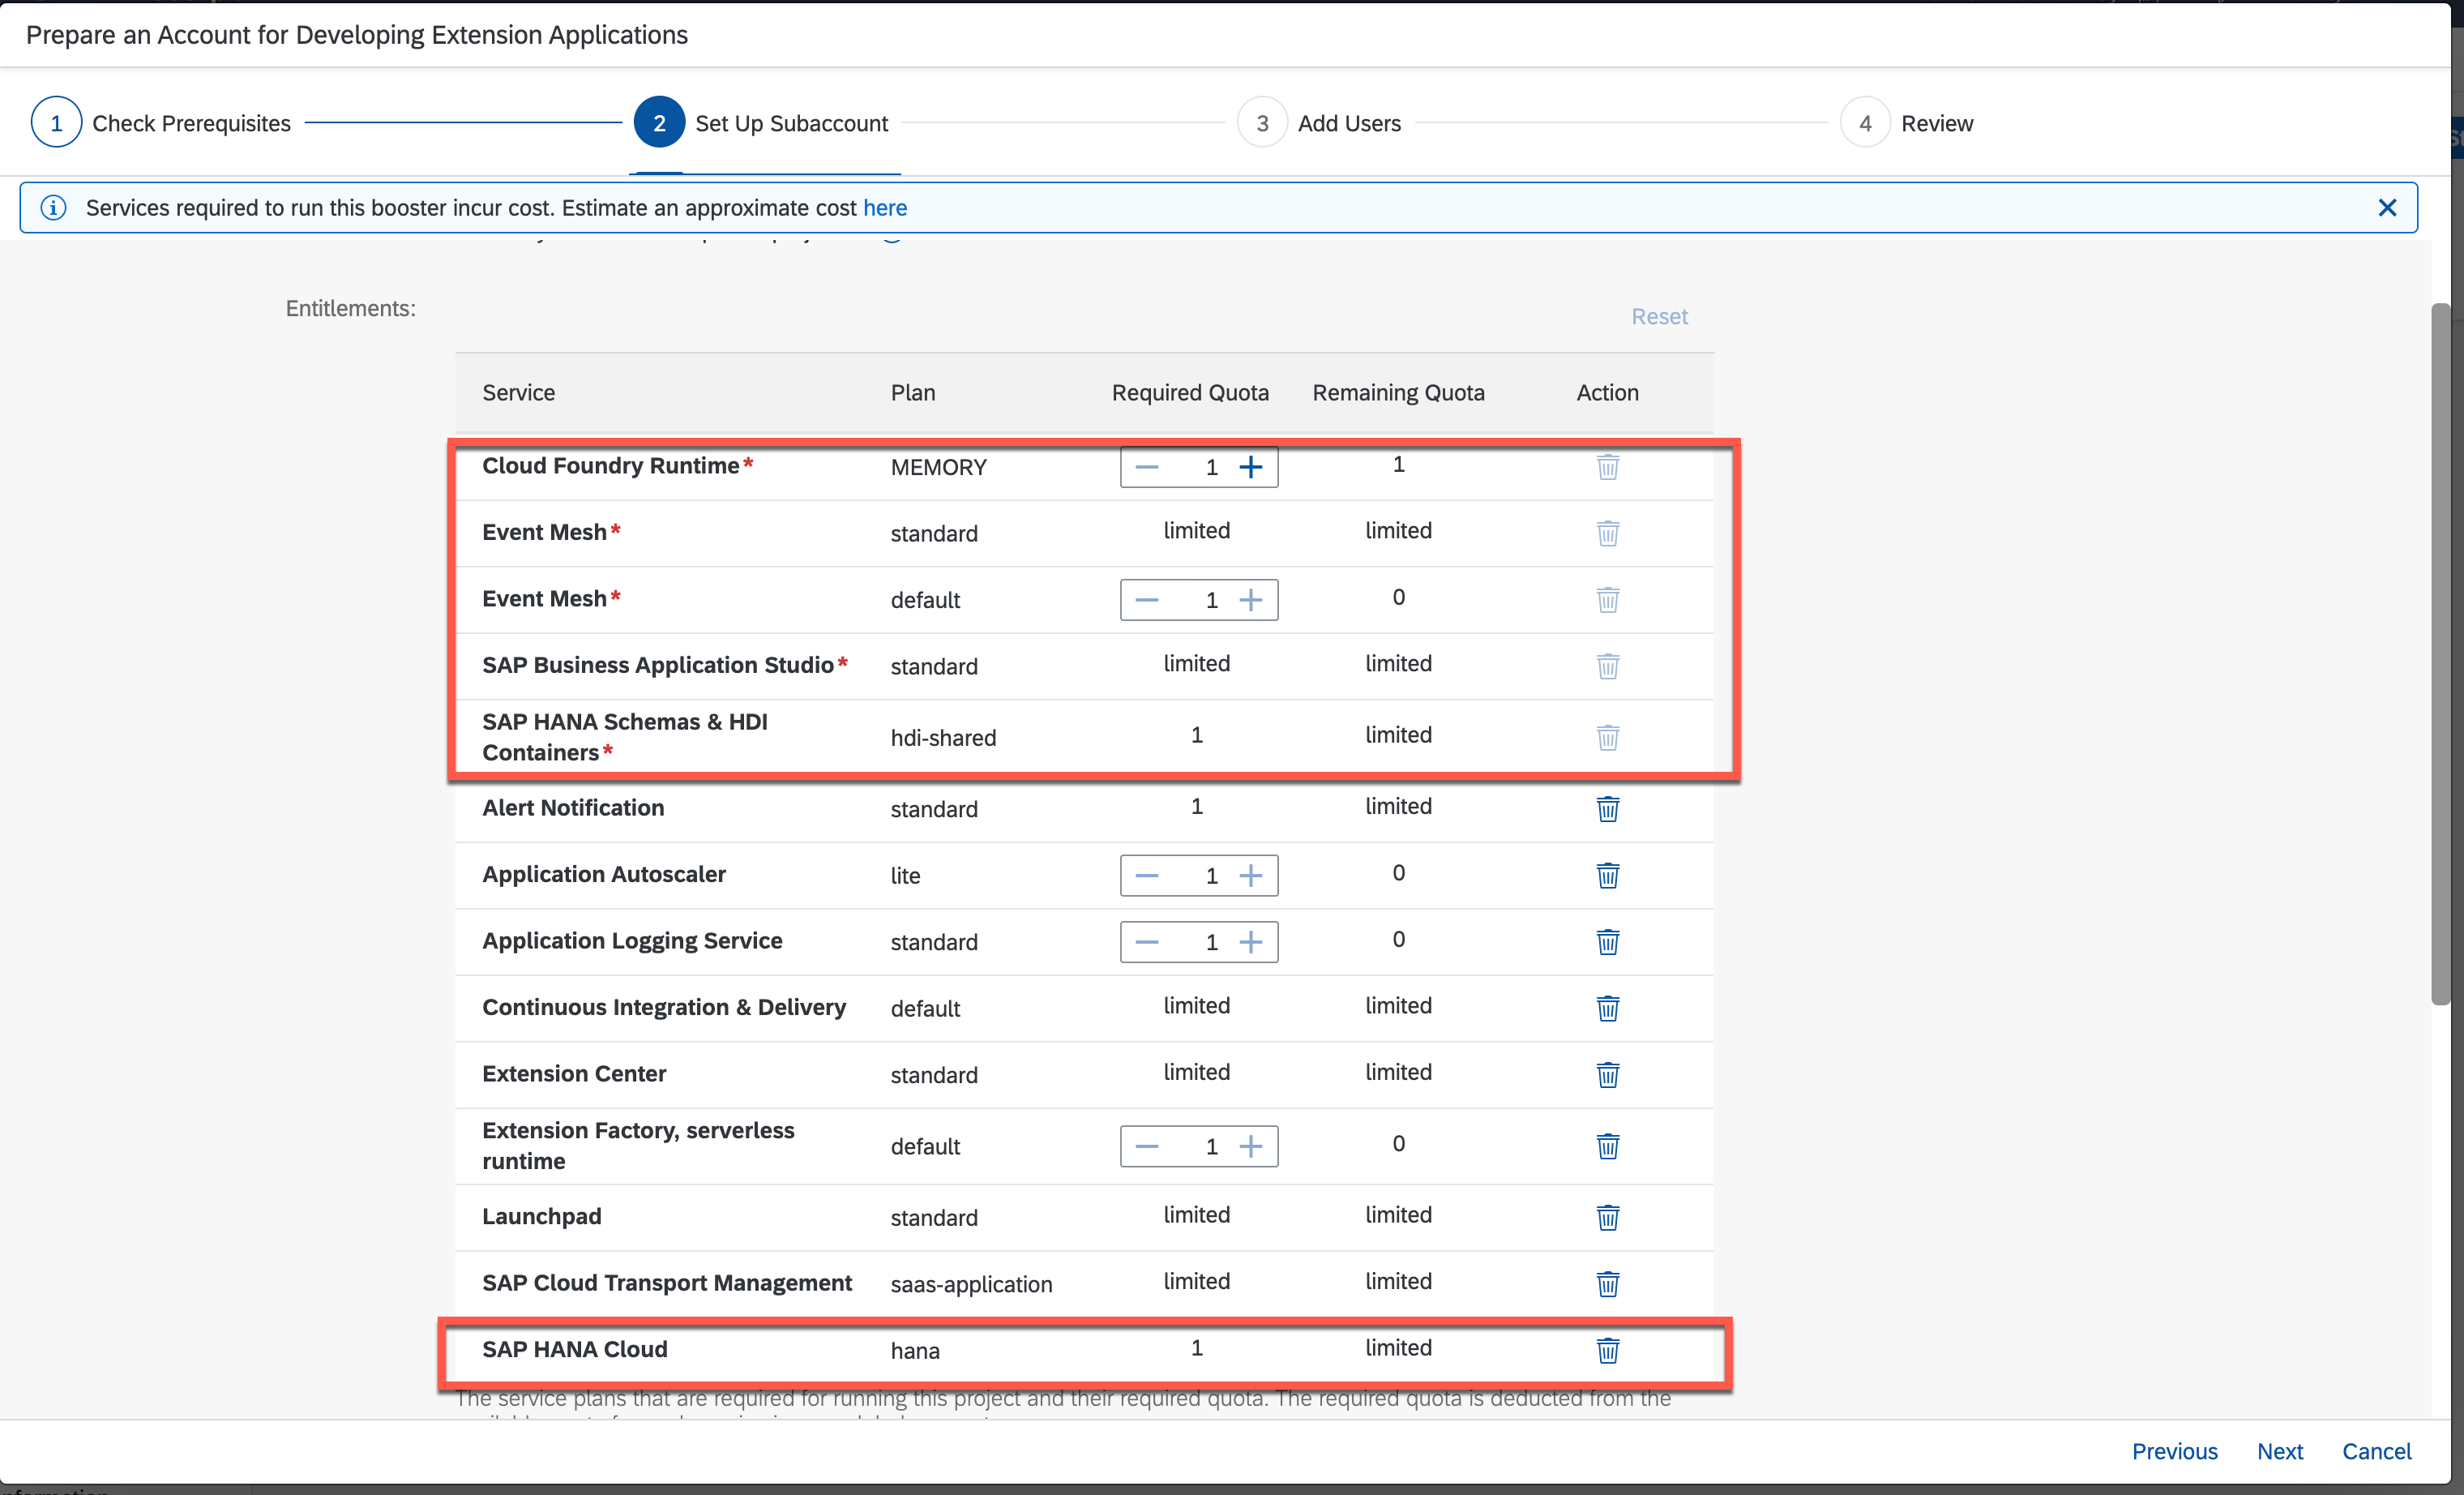 Prepare an Account for Developing Extension Applications
1 Check Prerequisites 2 Set Up Subaccount 3 Add Users 4 Review
Services required to run this booster incur cost. Estimate an approximate cost here
Entitlements:
Reset
Service Plan Required Quota Remaining Quota Action
Cloud Foundry Runtime* MEMORY 1 1
Event Mesh* standard limited limited
Event Mesh* default 1 0
SAP Business Application Studio* standard limited limited
SAP HANA Schemas & HDI
Containers* hdi-shared 1 limited
Alert Notification standard 1 limited
Application Autoscaler lite 1 0
Application Logging Service standard 1 0
Continuous Integration & Delivery default limited limited
Extension Center standard limited limited
Extension Factory, serverless
runtime default 1 0
Launchpad standard limited limited
SAP Cloud Transport Management saas-application limited limited
SAP HANA Cloud hana 1 limited
The service plans that are required for running this project and their required quota. The required quota is deducted from the
Previous Next Cancel